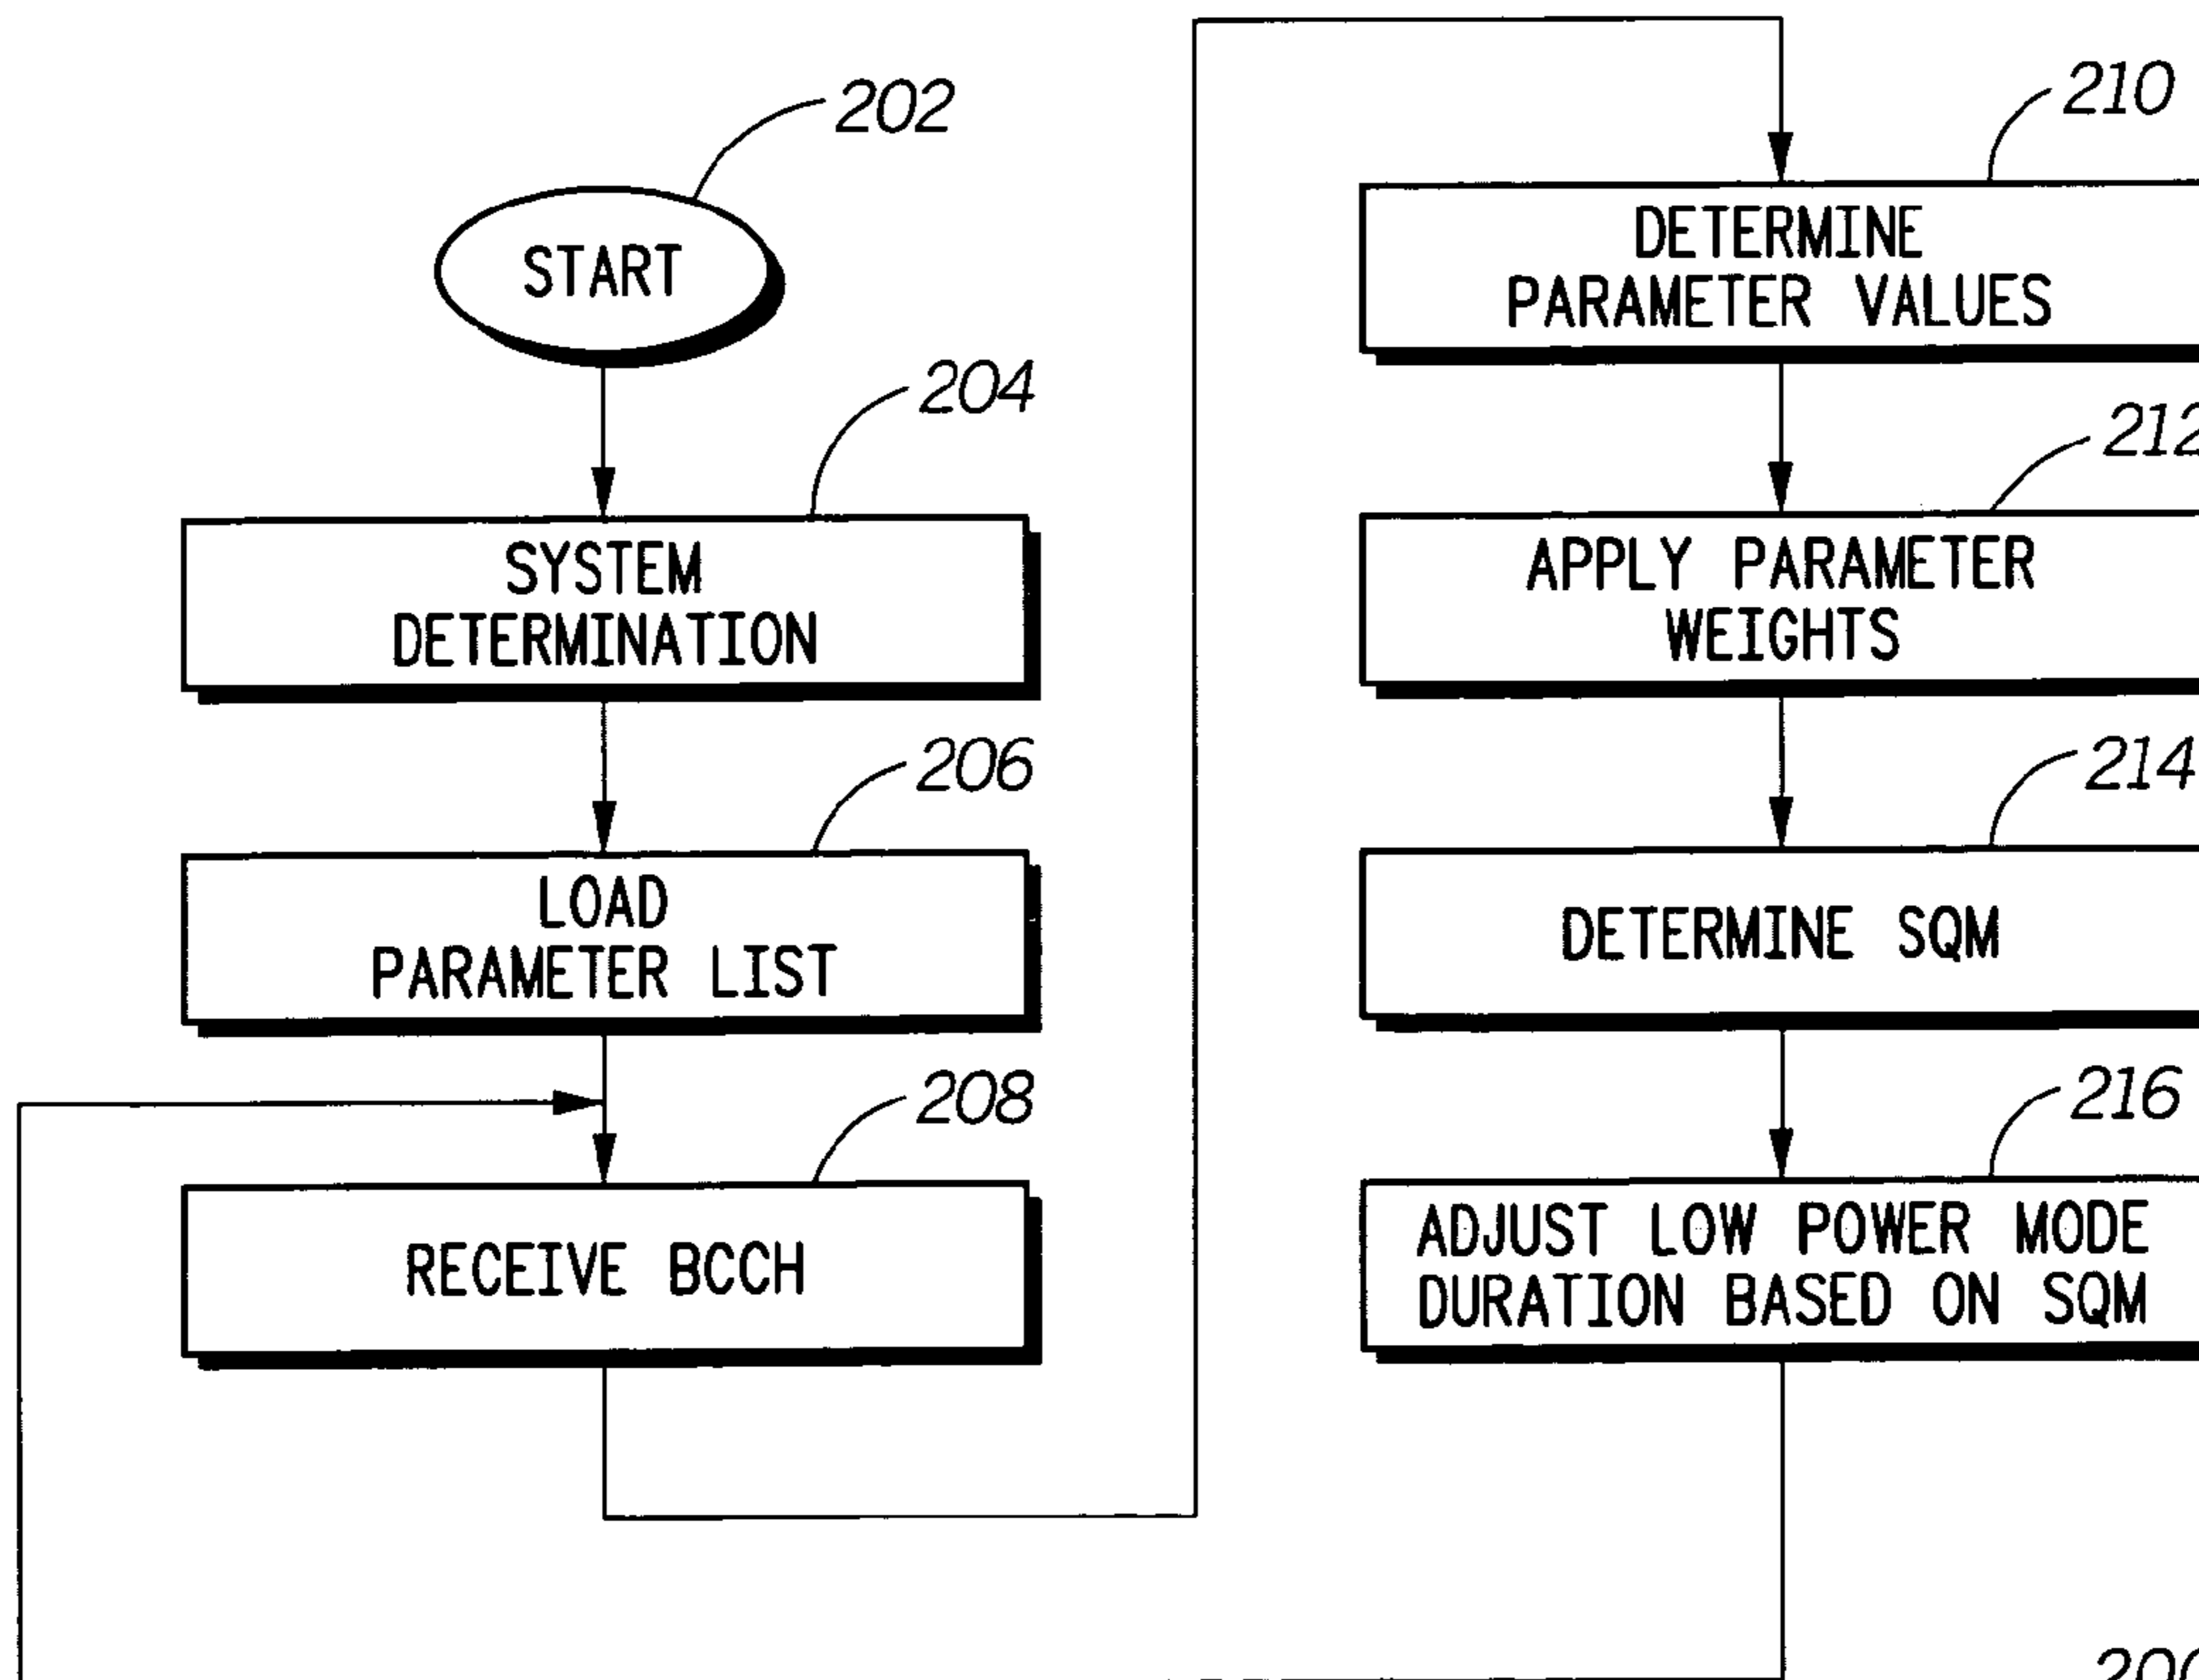 202
START
204
SYSTEM
DETERMINATION
206
LOAD
PARAMETER LIST
208
RECEIVE BCCH
210
DETERMINE
PARAMETER VALUES
212
APPLY PARAMETER
WEIGHTS
214
DETERMINE SQM
216
ADJUST LOW POWER MODE
DURATION BASED ON SQM